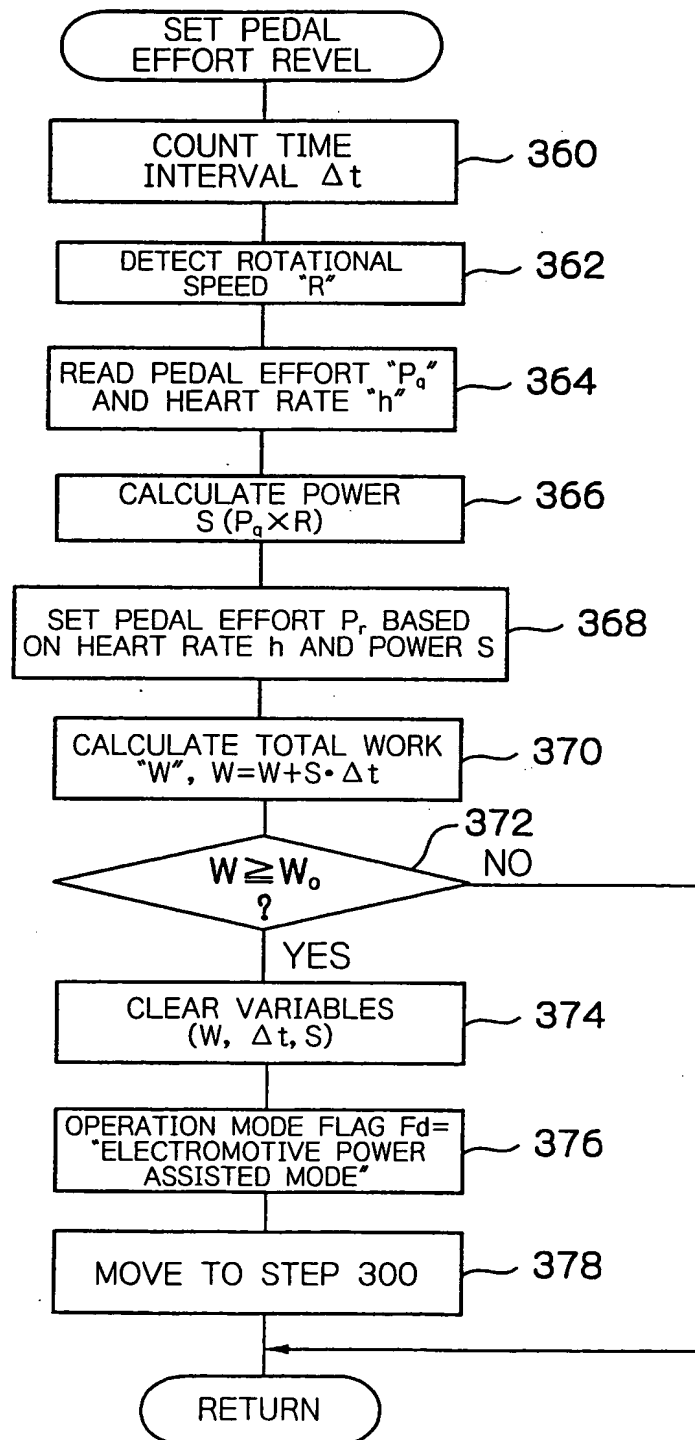 SET PEDAL
EFFORT REVEL
COUNT TIME
INTERVAL Δt
360
DETECT ROTATIONAL
SPEED "R"
362
READ PEDAL EFFORT "Pq"
AND HEART RATE "h"
364
CALCULATE POWER
S (Pq×R)
366
SET PEDAL EFFORT Pr BASED
ON HEART RATE h AND POWER S
368
CALCULATE TOTAL WORK
"W", W=W+S•Δt
370
372
W≧Wo
?
NO
YES
CLEAR VARIABLES
(W, Δt, S)
374
OPERATION MODE FLAG Fd=
"ELECTROMOTIVE POWER
ASSISTED MODE"
376
MOVE TO STEP 300
378
RETURN